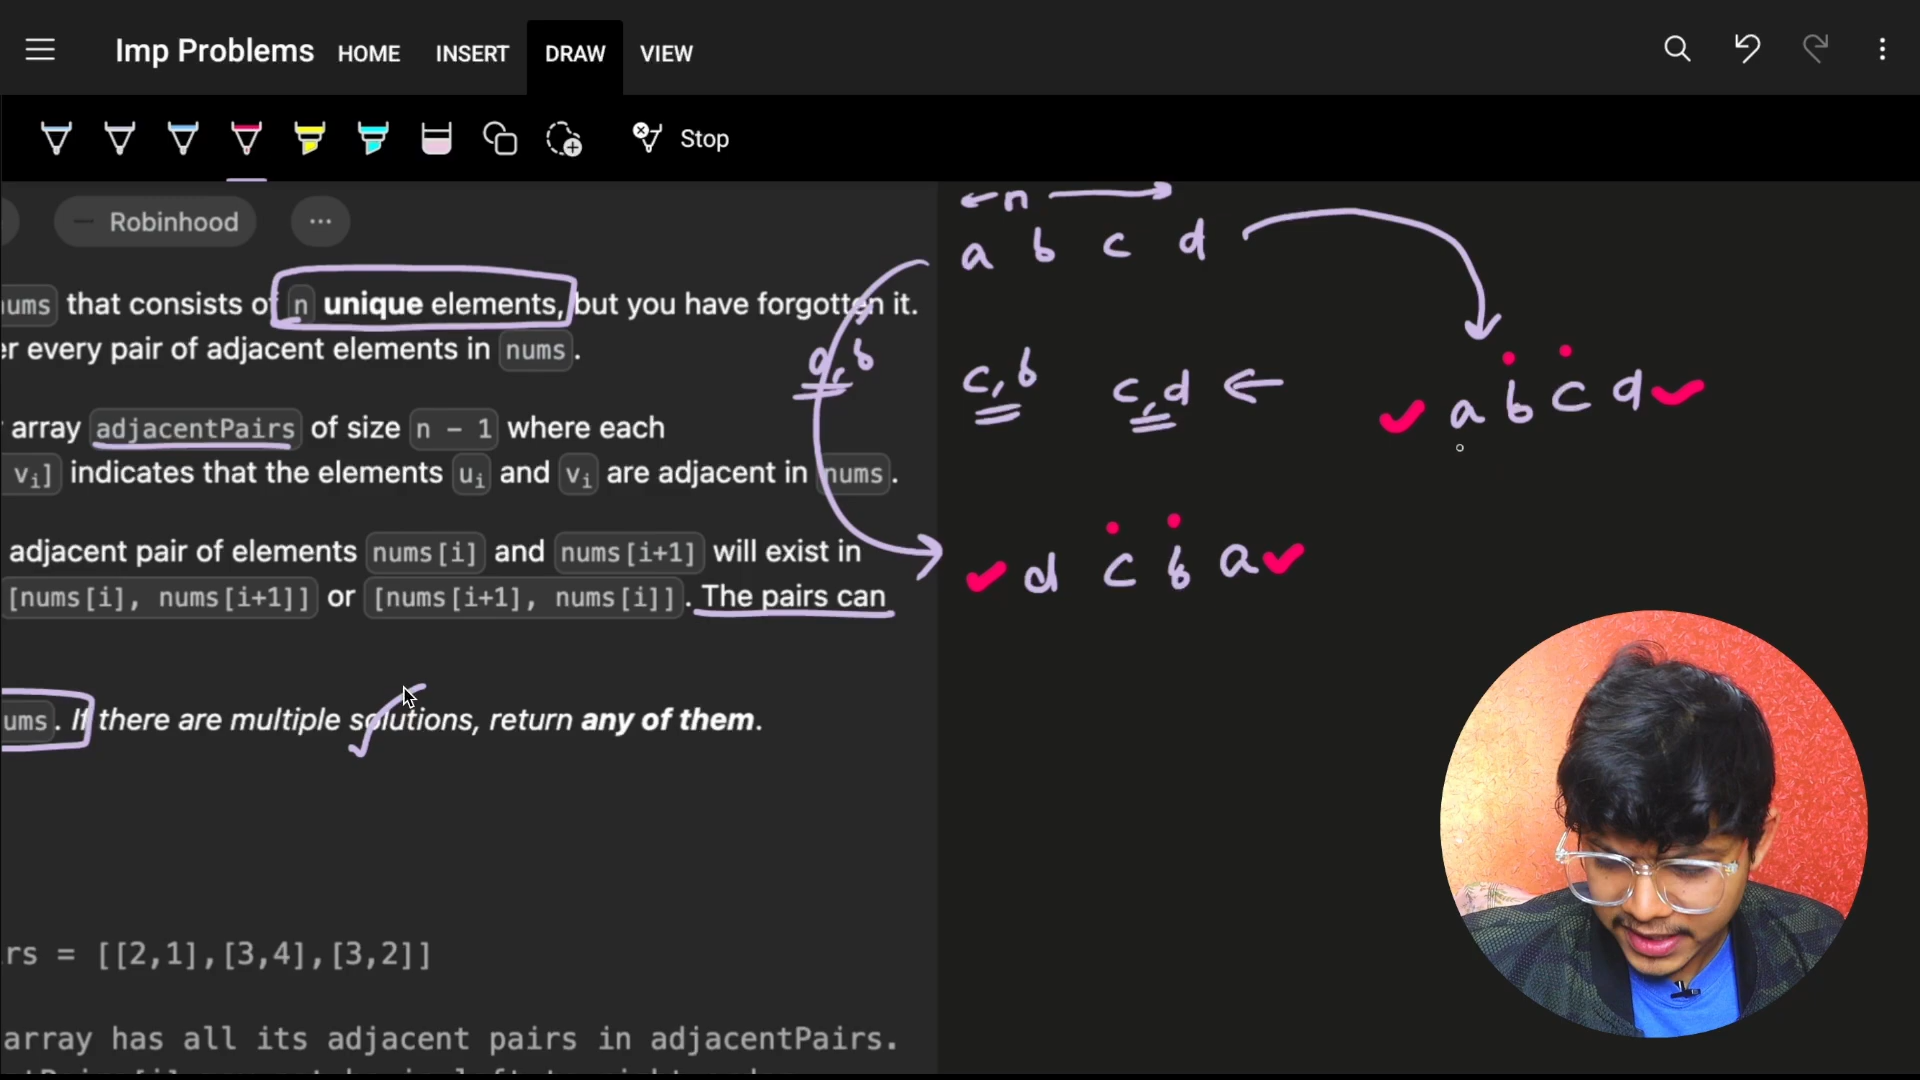 Imp Problems HOME INSERT DRAW VIEW
Stop
Robinhood ...
nums that consists of n unique elements, but you have forgotten it.
er every pair of adjacent elements in nums.
array adjacentPairs of size n - 1 where each
vi] indicates that the elements ui and vi are adjacent in nums.
adjacent pair of elements nums[i] and nums[i+1] will exist in
[nums[i], nums[i+1]] or [nums[i+1], nums[i]]. The pairs can
ums. If there are multiple solutions, return any of them.
rs = [[2,1],[3,4],[3,2]]
array has all its adjacent pairs in adjacentPairs.
n
a b c d
a,b c,b c,d
a b c d
d c b a